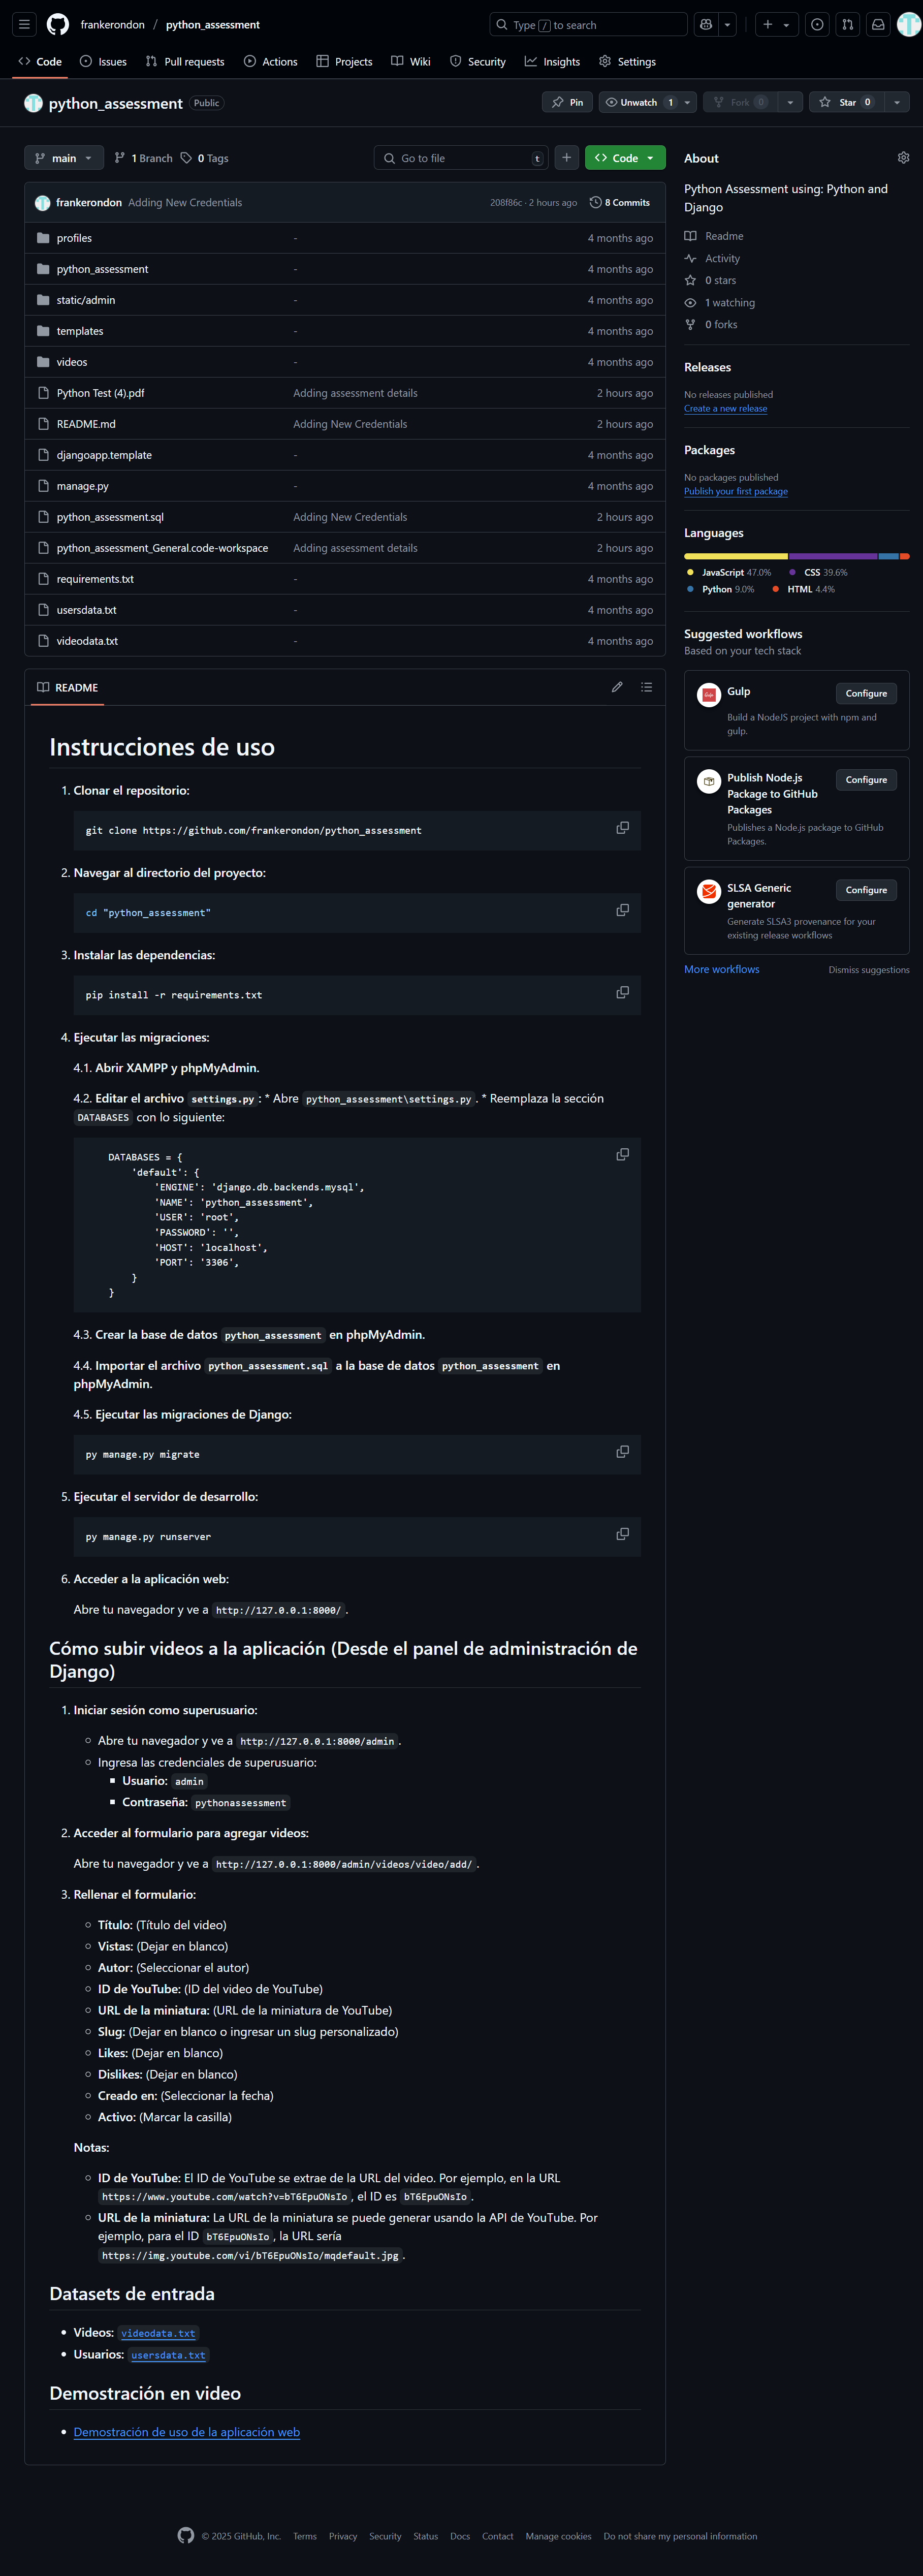 frankerondon / python_assessment
Type / to search
Code Issues Pull requests Actions Projects Wiki Security Insights Settings
python_assessment Public
Pin Unwatch 1 Fork 0 Star 0
main 1 Branch 0 Tags
Go to file t
Code
frankerondon Adding New Credentials 208f86c · 2 hours ago 8 Commits
profiles - 4 months ago
python_assessment - 4 months ago
static/admin - 4 months ago
templates - 4 months ago
videos - 4 months ago
Python Test (4).pdf Adding assessment details 2 hours ago
README.md Adding New Credentials 2 hours ago
djangoapp.template - 4 months ago
manage.py - 4 months ago
python_assessment.sql Adding New Credentials 2 hours ago
python_assessment_General.code-workspace Adding assessment details 2 hours ago
requirements.txt - 4 months ago
usersdata.txt - 4 months ago
videodata.txt - 4 months ago
README
Instrucciones de uso
1. Clonar el repositorio:
git clone https://github.com/frankerondon/python_assessment
2. Navegar al directorio del proyecto:
cd "python_assessment"
3. Instalar las dependencias:
pip install -r requirements.txt
4. Ejecutar las migraciones:
4.1. Abrir XAMPP y phpMyAdmin.
4.2. Editar el archivo settings.py: * Abre python_assessment\settings.py. * Reemplaza la sección
DATABASES con lo siguiente:
DATABASES = {
'default': {
'ENGINE': 'django.db.backends.mysql',
'NAME': 'python_assessment',
'USER': 'root',
'PASSWORD': '',
'HOST': 'localhost',
'PORT': '3306',
}
}
4.3. Crear la base de datos python_assessment en phpMyAdmin.
4.4. Importar el archivo python_assessment.sql a la base de datos python_assessment en
phpMyAdmin.
4.5. Ejecutar las migraciones de Django:
py manage.py migrate
5. Ejecutar el servidor de desarrollo:
py manage.py runserver
6. Acceder a la aplicación web:
Abre tu navegador y ve a http://127.0.0.1:8000/.
Cómo subir videos a la aplicación (Desde el panel de administración de
Django)
1. Iniciar sesión como superusuario:
Abre tu navegador y ve a http://127.0.0.1:8000/admin.
Ingresa las credenciales de superusuario:
Usuario: admin
Contraseña: pythonassessment
2. Acceder al formulario para agregar videos:
Abre tu navegador y ve a http://127.0.0.1:8000/admin/videos/video/add/.
3. Rellenar el formulario:
Título: (Título del video)
Vistas: (Dejar en blanco)
Autor: (Seleccionar el autor)
ID de YouTube: (ID del video de YouTube)
URL de la miniatura: (URL de la miniatura de YouTube)
Slug: (Dejar en blanco o ingresar un slug personalizado)
Likes: (Dejar en blanco)
Dislikes: (Dejar en blanco)
Creado en: (Seleccionar la fecha)
Activo: (Marcar la casilla)
Notas:
ID de YouTube: El ID de YouTube se extrae de la URL del video. Por ejemplo, en la URL
https://www.youtube.com/watch?v=bT6EpuONsIo, el ID es bT6EpuONsIo.
URL de la miniatura: La URL de la miniatura se puede generar usando la API de YouTube. Por
ejemplo, para el ID bT6EpuONsIo, la URL sería
https://img.youtube.com/vi/bT6EpuONsIo/mqdefault.jpg.
Datasets de entrada
Videos: videodata.txt
Usuarios: usersdata.txt
Demostración en video
Demostración de uso de la aplicación web
About
Python Assessment using: Python and
Django
Readme
Activity
0 stars
1 watching
0 forks
Releases
No releases published
Create a new release
Packages
No packages published
Publish your first package
Languages
JavaScript 47.0% CSS 39.6%
Python 9.0% HTML 4.4%
Suggested workflows
Based on your tech stack
Gulp Configure
Build a NodeJS project with npm and
gulp.
Publish Node.js Configure
Package to GitHub
Packages
Publishes a Node.js package to GitHub
Packages.
SLSA Generic Configure
generator
Generate SLSA3 provenance for your
existing release workflows
More workflows Dismiss suggestions
© 2025 GitHub, Inc. Terms Privacy Security Status Docs Contact Manage cookies Do not share my personal information